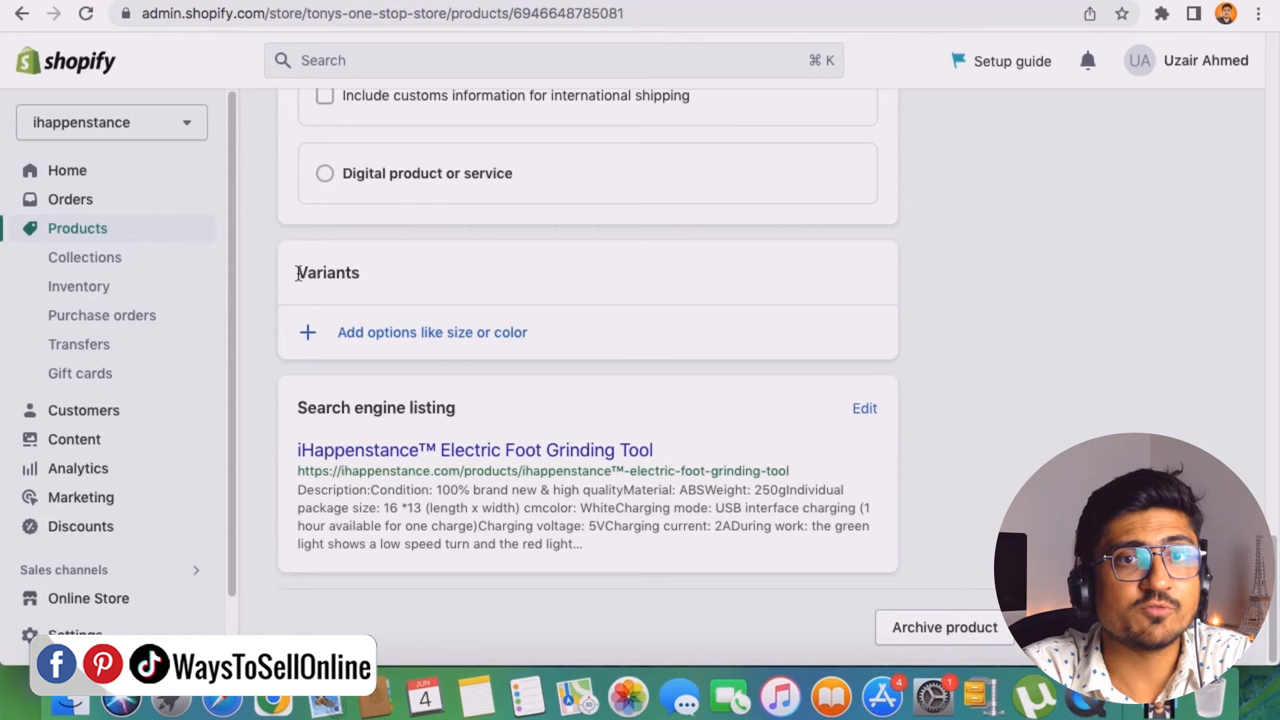 admin.shopify.com/store/tonys-one-stop-store/products/6946648785081
shopify
Search
⌘ K
Setup guide
UA
Uzair Ahmed
ihappenstance
Home
Orders
Products
Collections
Inventory
Purchase orders
Transfers
Gift cards
Customers
Content
Analytics
Marketing
Discounts
Sales channels
Online Store
Settings
Include customs information for international shipping
Digital product or service
Variants
Add options like size or color
Search engine listing
Edit
iHappenstance™ Electric Foot Grinding Tool
https://ihappenstance.com/products/ihappenstance™-electric-foot-grinding-tool
Description:Condition: 100% brand new & high qualityMaterial: ABSWeight: 250gIndividual
package size: 16 *13 (length x width) cmcolor: WhiteCharging mode: USB interface charging (1
hour available for one charge)Charging voltage: 5VCharging current: 2ADuring work: the green
light shows a low speed turn and the red light...
Archive product
WaysToSellOnline
JUN
4
4
1